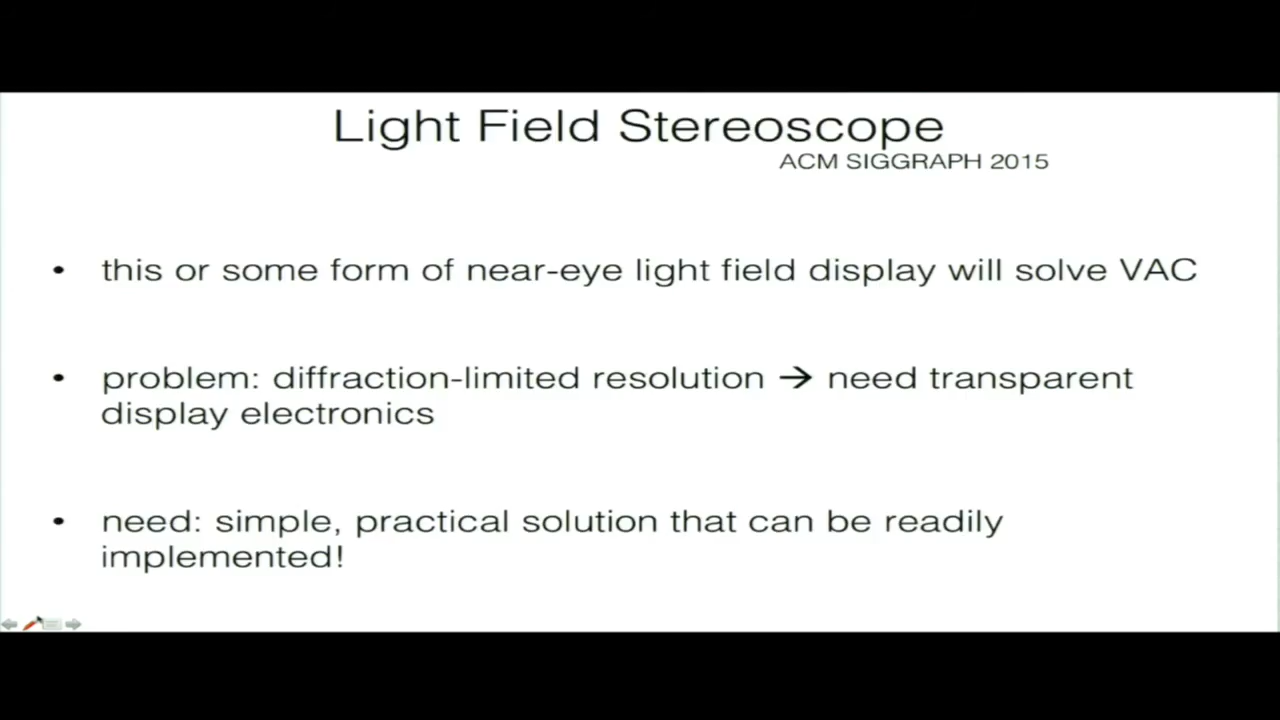 Light Field Stereoscope
ACM SIGGRAPH 2015
• this or some form of near-eye light field display will solve VAC
• problem: diffraction-limited resolution → need transparent
display electronics
• need: simple, practical solution that can be readily
implemented!